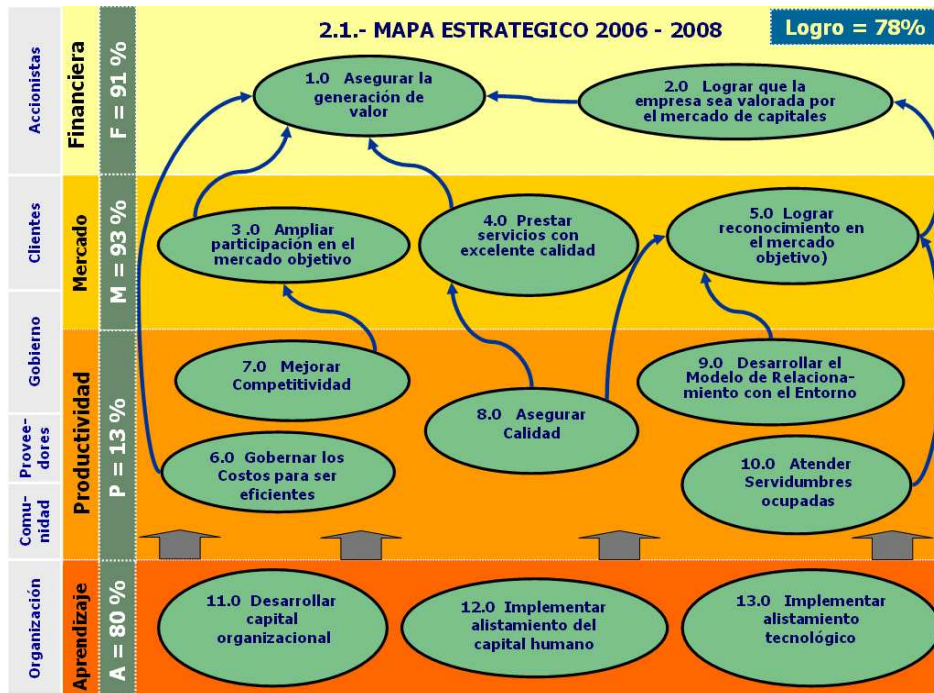 2.1.- MAPA ESTRATEGICO 2006 - 2008
Logro = 78%
Accionistas
Financiera
F = 91 %
1.0 Asegurar la
generación de
valor
2.0 Lograr que la
empresa sea valorada por
el mercado de capitales
Clientes
Mercado
M = 93 %
3 .0 Ampliar
participación en el
mercado objetivo
4.0 Prestar
servicios con
excelente calidad
5.0 Lograr
reconocimiento en
el mercado
objetivo)
Gobierno
Provee-
dores
Comu-
nidad
Productividad
P = 13 %
7.0 Mejorar
Competitividad
8.0 Asegurar
Calidad
9.0 Desarrollar el
Modelo de Relaciona-
miento con el Entorno
6.0 Gobernar los
Costos para ser
eficientes
10.0 Atender
Servidumbres
ocupadas
Organización
Aprendizaje
A = 80 %
11.0 Desarrollar
capital
organizacional
12.0 Implementar
alistamiento del
capital humano
13.0 Implementar
alistamiento
tecnológico